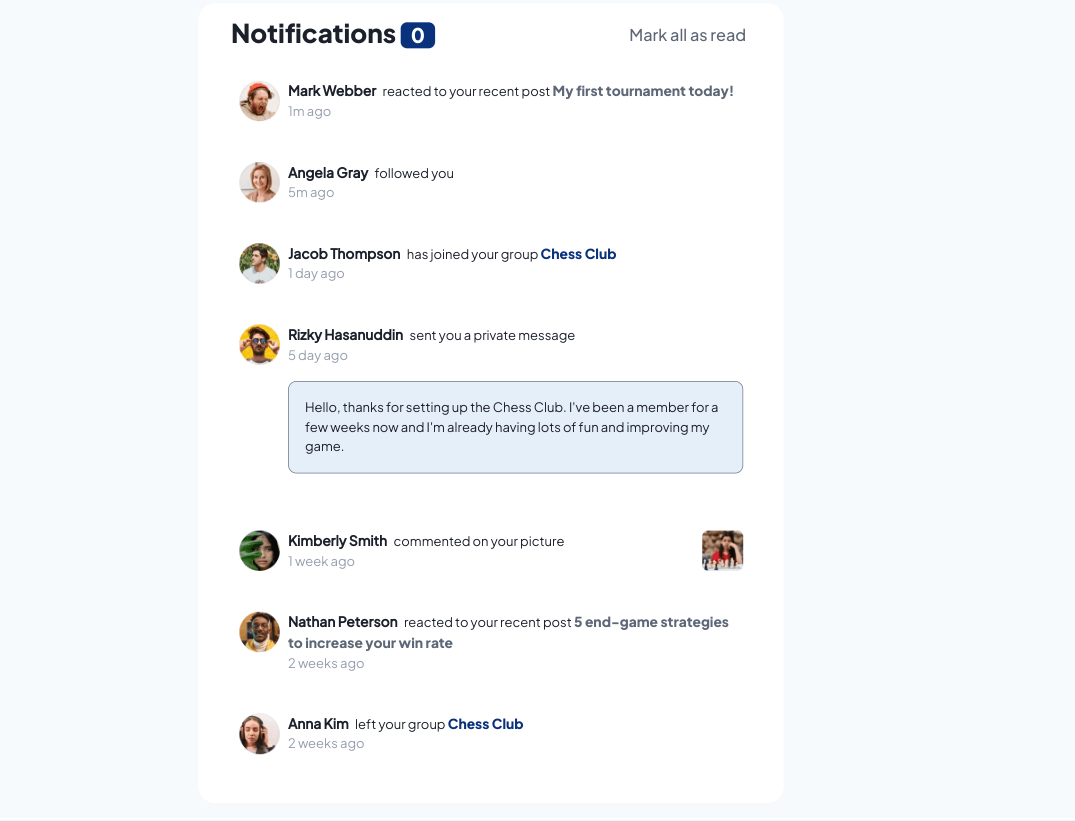 Notifications 0
Mark all as read
Mark Webber reacted to your recent post My first tournament today!
1m ago
Angela Gray followed you
5m ago
Jacob Thompson has joined your group Chess Club
1 day ago
Rizky Hasanuddin sent you a private message
5 day ago
Hello, thanks for setting up the Chess Club. I've been a member for a
few weeks now and I'm already having lots of fun and improving my
game.
Kimberly Smith commented on your picture
1 week ago
Nathan Peterson reacted to your recent post 5 end-game strategies
to increase your win rate
2 weeks ago
Anna Kim left your group Chess Club
2 weeks ago